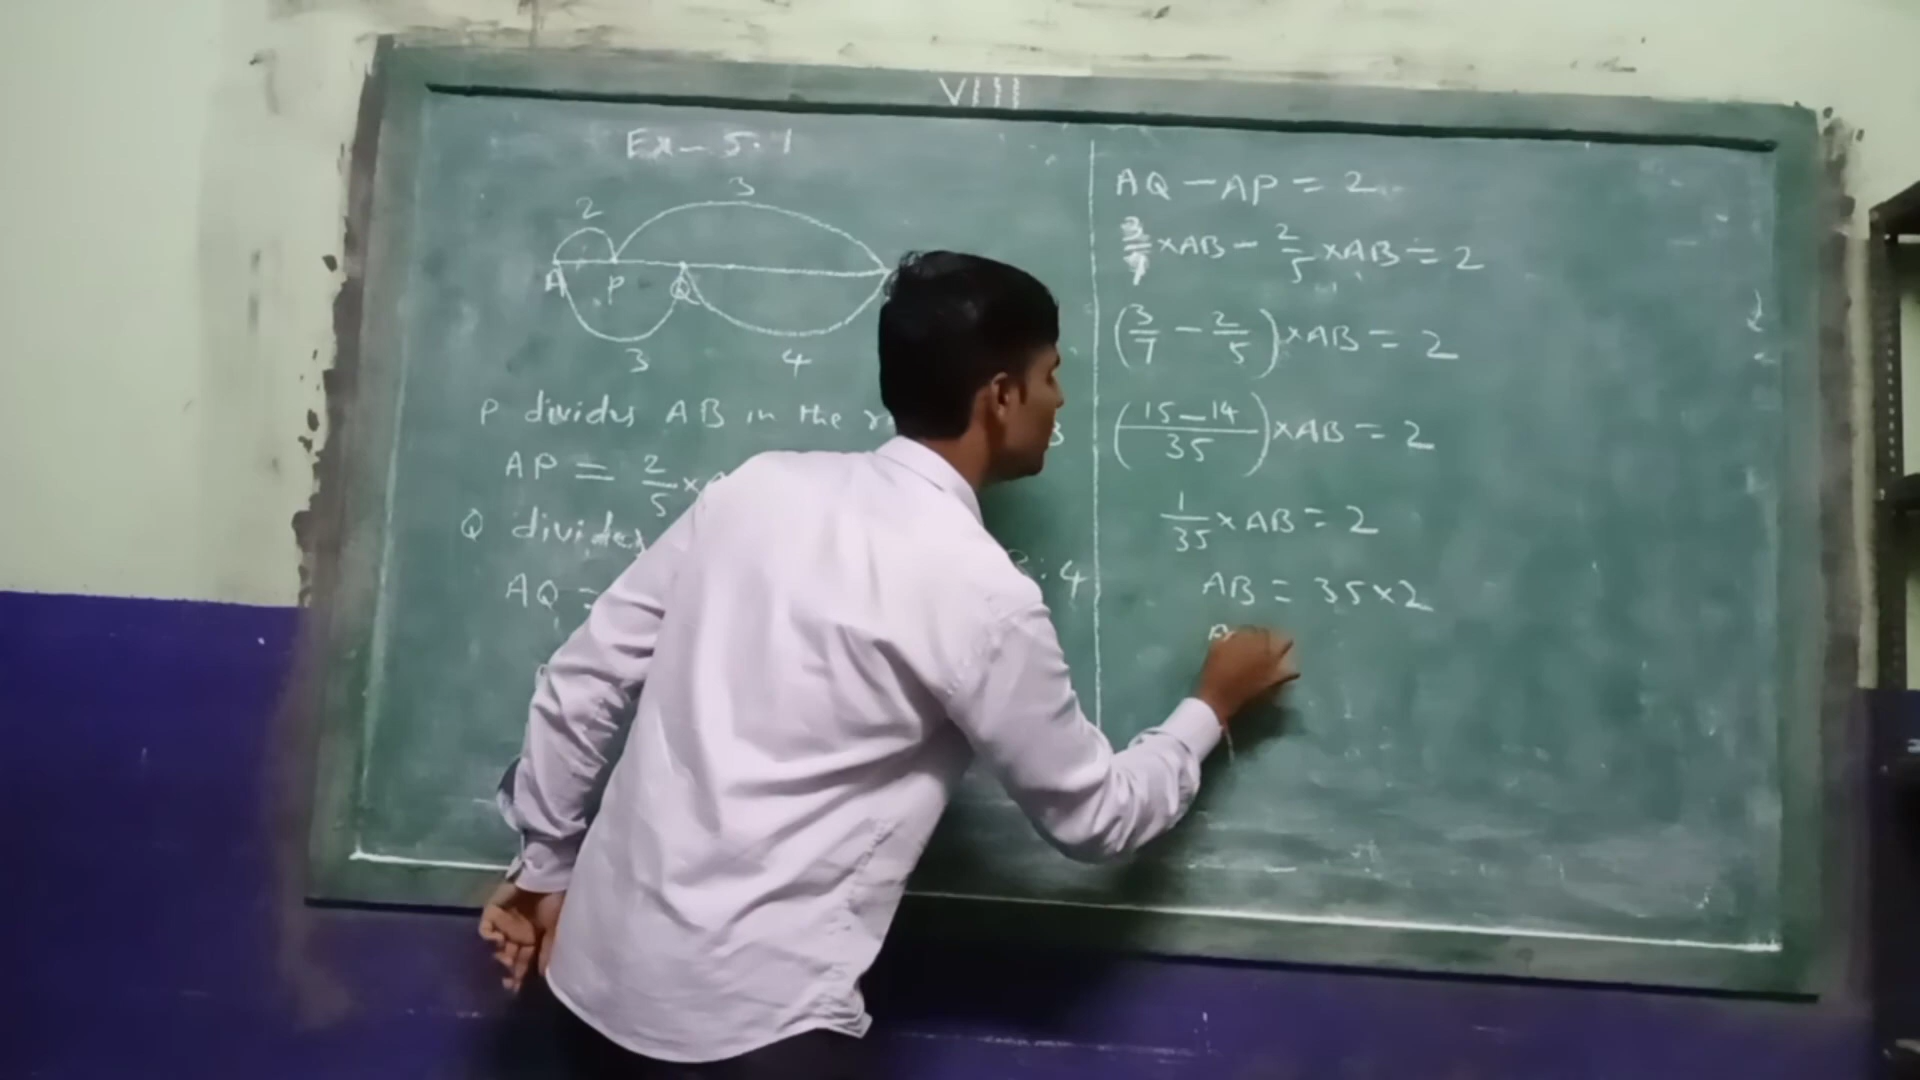 VIII
Ex - 5.1
2
3
A P Q
3 4
P divides AB in the 3
AP = 2/5 ×
Q divides : 4
AQ =
AQ - AP = 2
3/7 × AB - 2/5 × AB = 2
(3/7 - 2/5) × AB = 2
(15 - 14 / 35) × AB = 2
1/35 × AB = 2
AB = 35 × 2